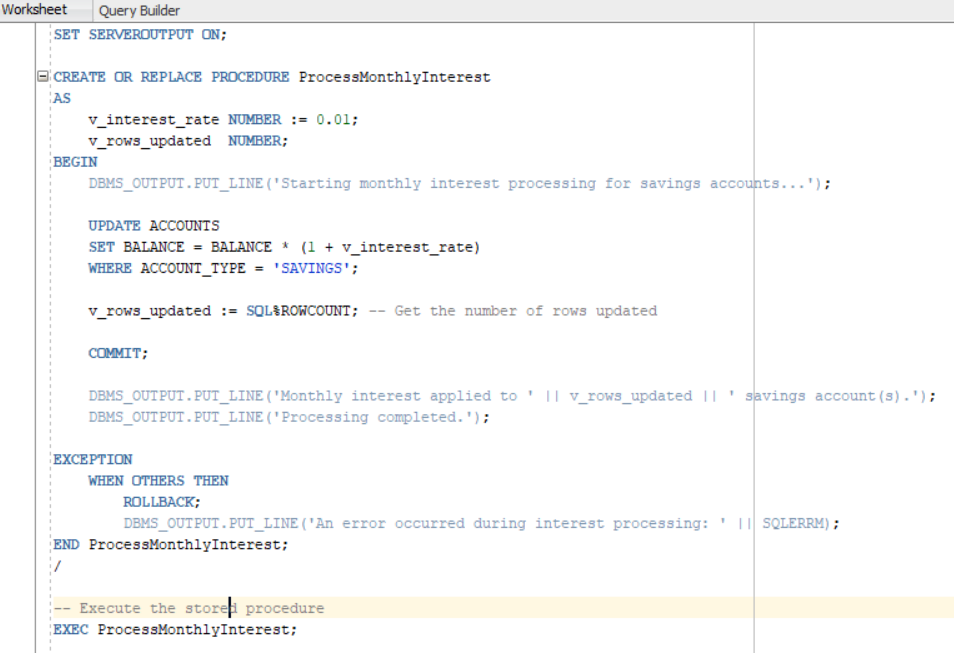 Worksheet Query Builder
SET SERVEROUTPUT ON;
CREATE OR REPLACE PROCEDURE ProcessMonthlyInterest
AS
    v_interest_rate NUMBER := 0.01;
    v_rows_updated  NUMBER;
BEGIN
    DBMS_OUTPUT.PUT_LINE('Starting monthly interest processing for savings accounts...');
    UPDATE ACCOUNTS
    SET BALANCE = BALANCE * (1 + v_interest_rate)
    WHERE ACCOUNT_TYPE = 'SAVINGS';
    v_rows_updated := SQL%ROWCOUNT; -- Get the number of rows updated
    COMMIT;
    DBMS_OUTPUT.PUT_LINE('Monthly interest applied to ' || v_rows_updated || ' savings account(s).');
    DBMS_OUTPUT.PUT_LINE('Processing completed.');
EXCEPTION
    WHEN OTHERS THEN
        ROLLBACK;
        DBMS_OUTPUT.PUT_LINE('An error occurred during interest processing: ' || SQLERRM);
END ProcessMonthlyInterest;
/
-- Execute the stored procedure
EXEC ProcessMonthlyInterest;